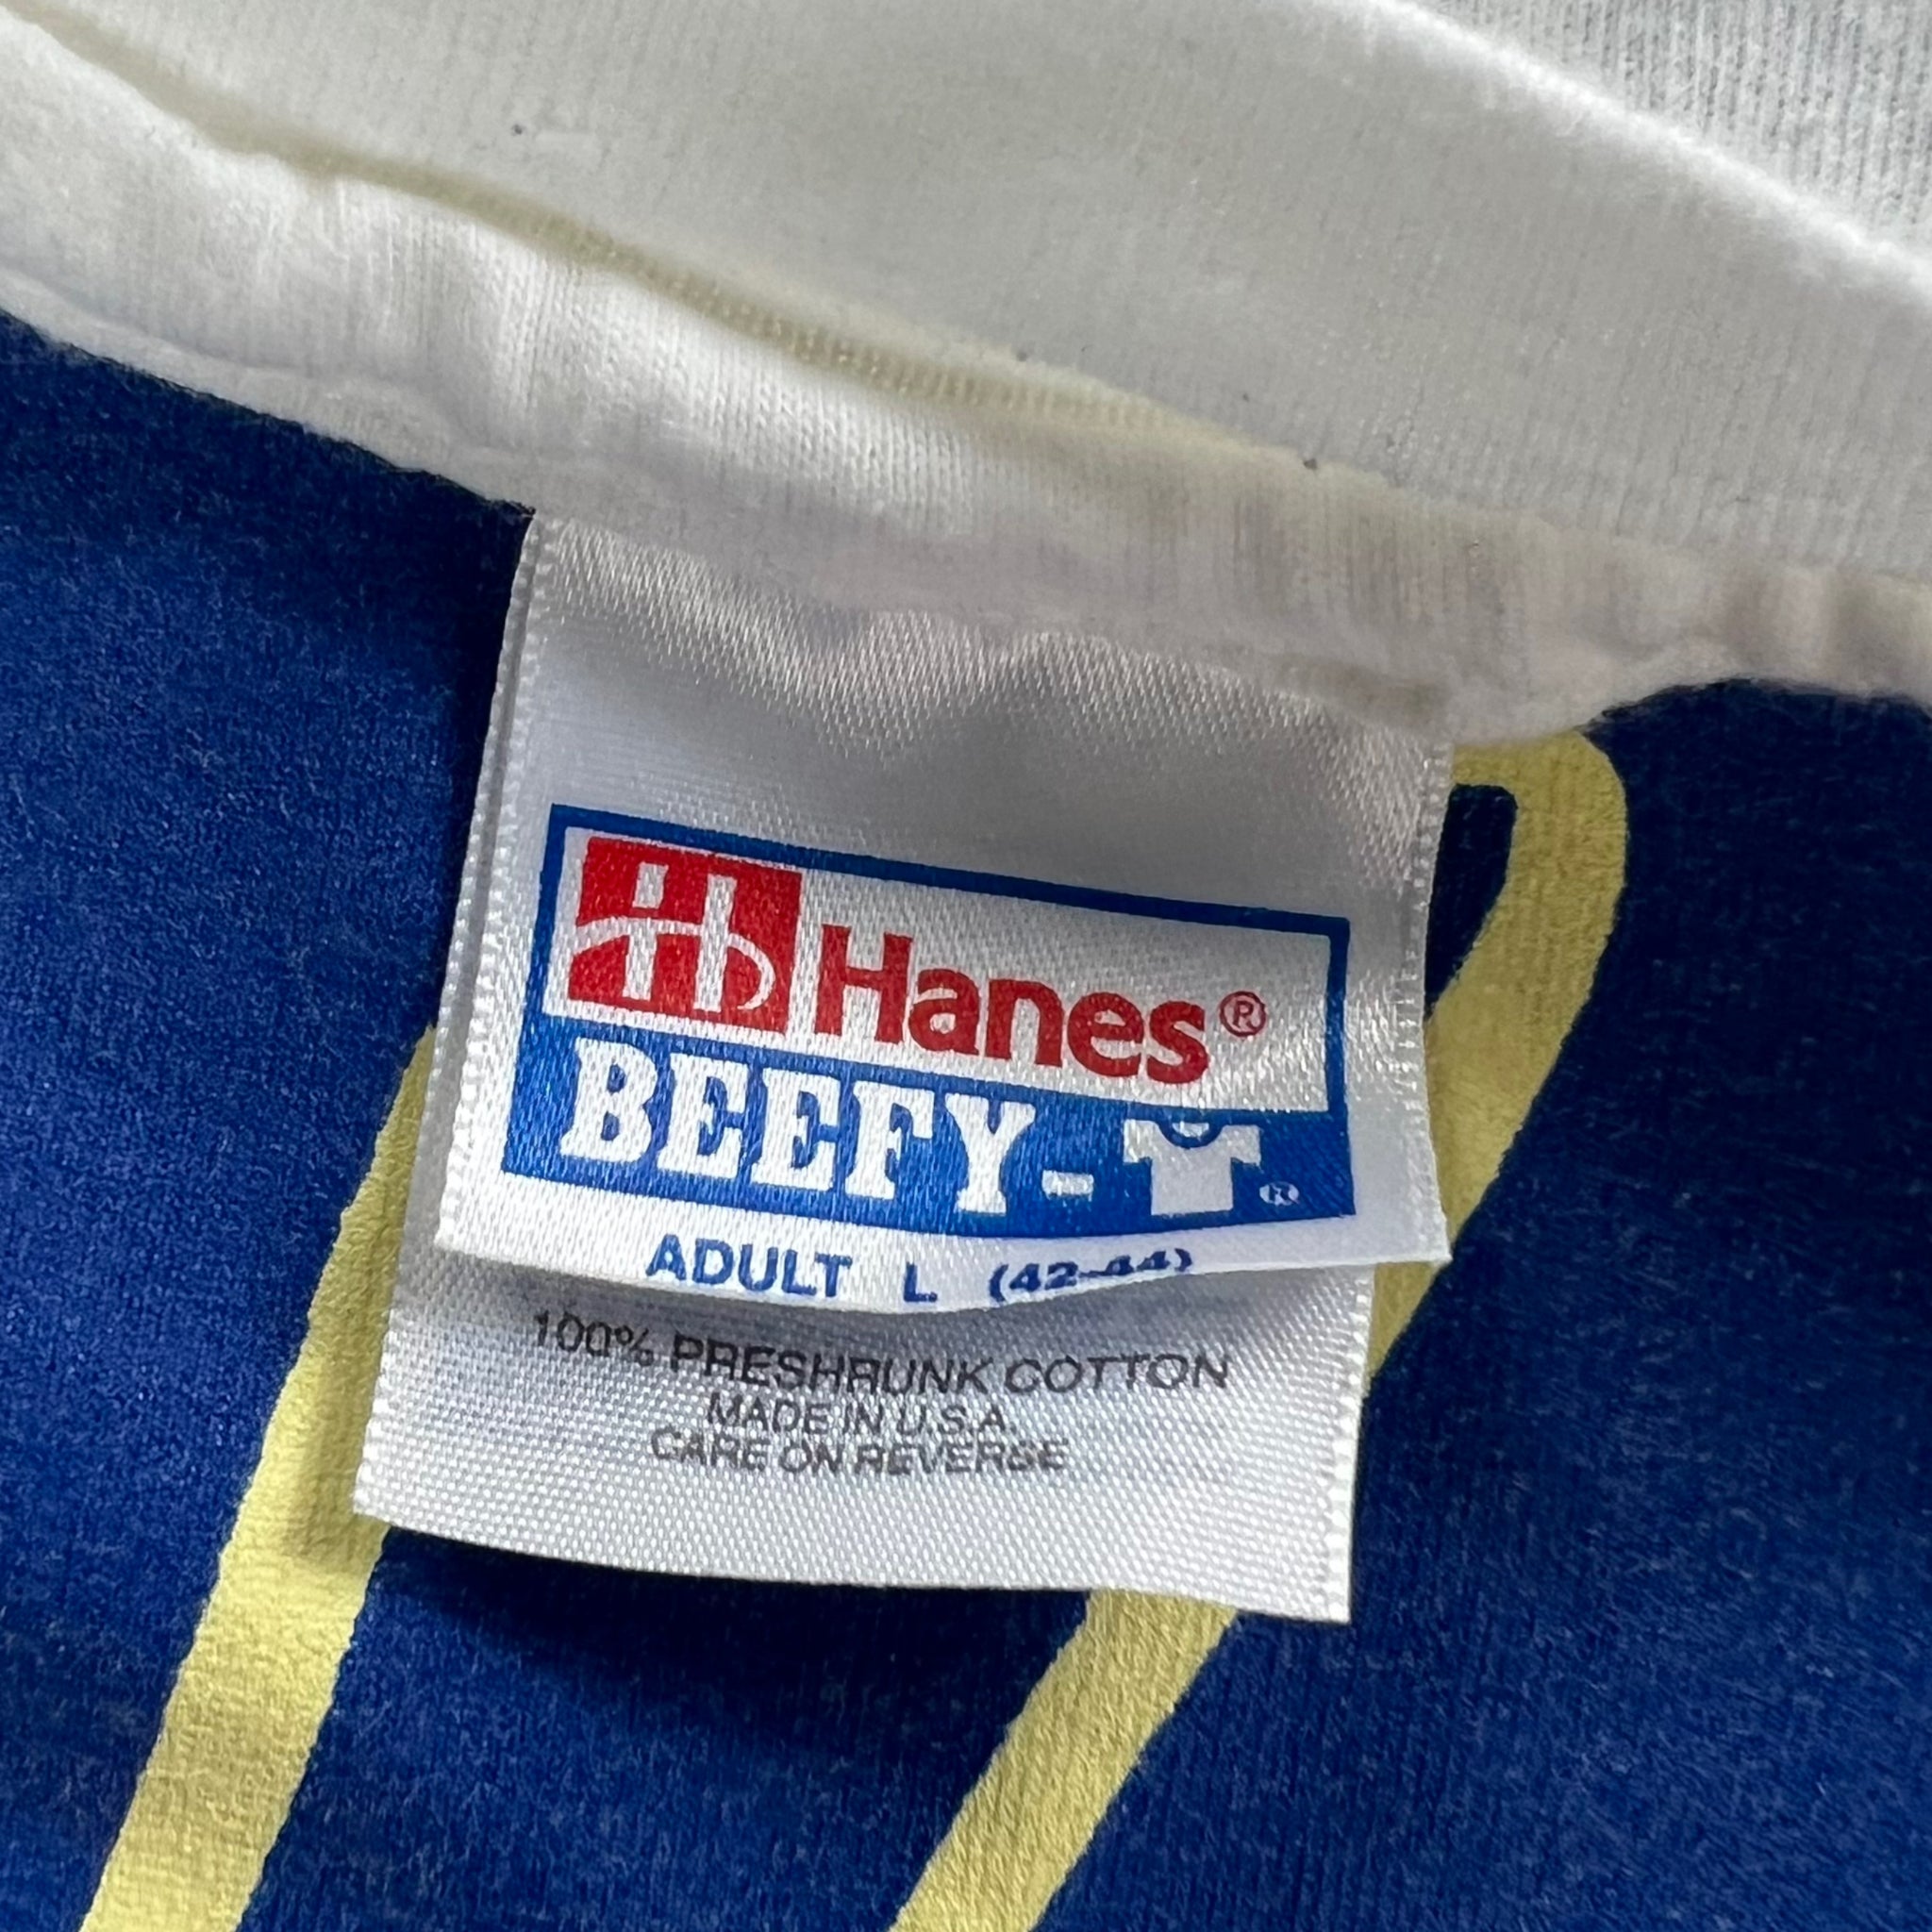 Hanes®
BEEFY-
®
ADULT L (42-44)
100% PRESHRUNK COTTON
MADE IN U.S.A.
CARE ON REVERSE